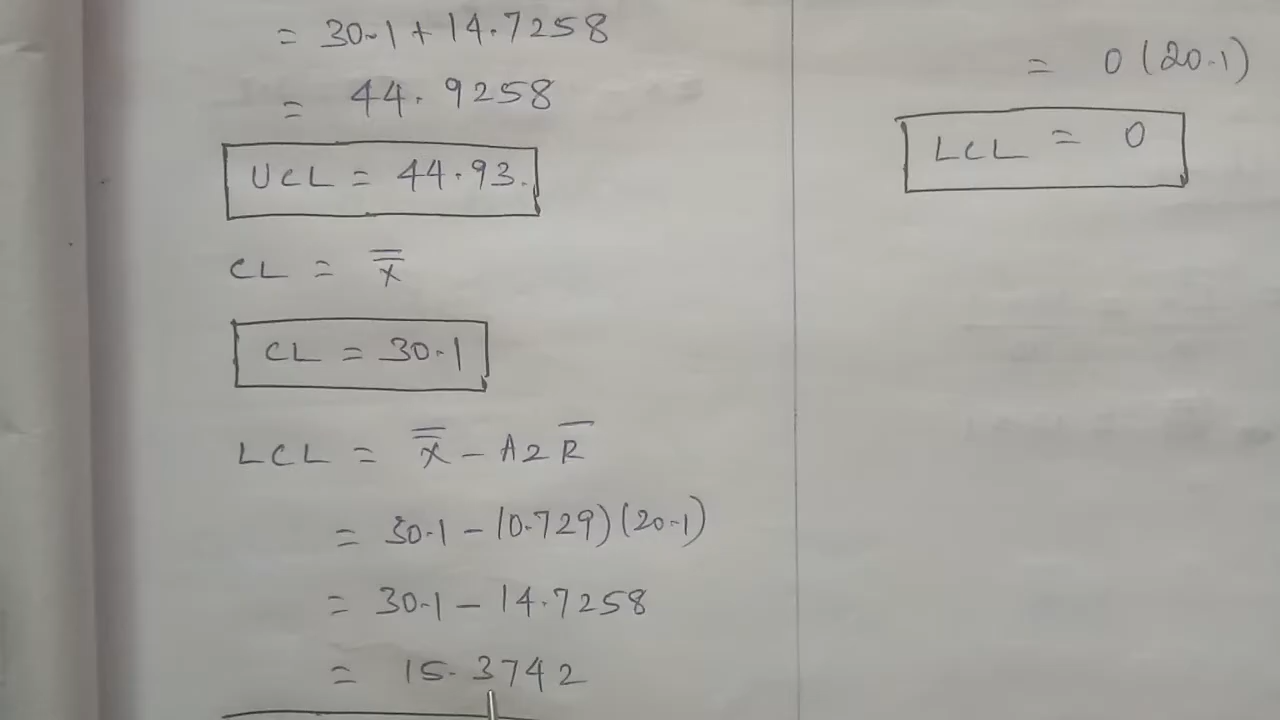 = 30.1 + 14.7258
= 44.9258
UCL = 44.93.
CL = X̿
CL = 30.1
LCL = X̿ - A2 R̅
= 30.1 - (0.729)(20.1)
= 30.1 - 14.7258
= 15.3742
= 0 (20.1)
LCL = 0